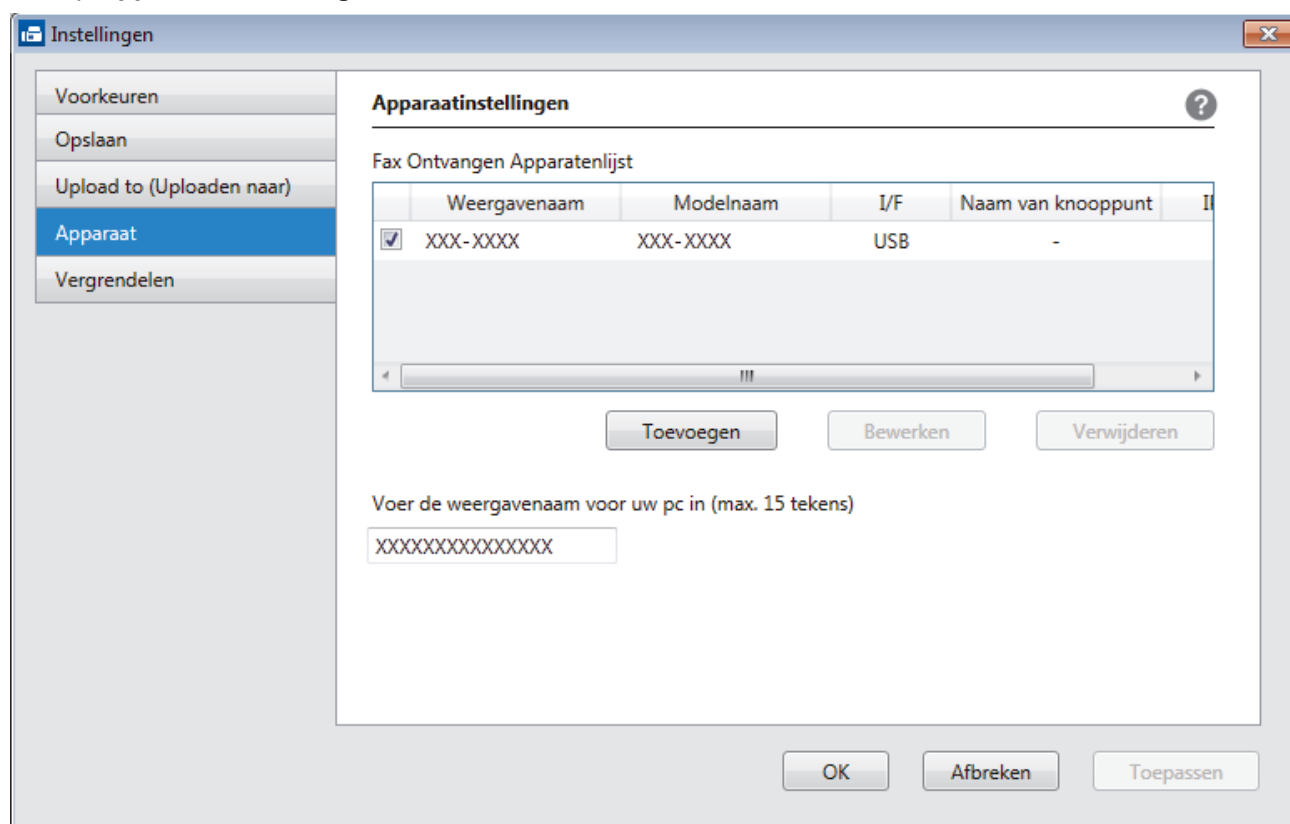 Instellingen
Voorkeuren
Opslaan
Upload to (Uploaden naar)
Apparaat
Vergrendelen
Apparaatinstellingen
?
Fax Ontvangen Apparatenlijst
Weergavenaam Modelnaam I/F Naam van knooppunt
XXX-XXXX XXX-XXXX USB -
Toevoegen Bewerken Verwijderen
Voer de weergavenaam voor uw pc in (max. 15 tekens)
XXXXXXXXXXXXXXX
OK Afbreken Toepassen